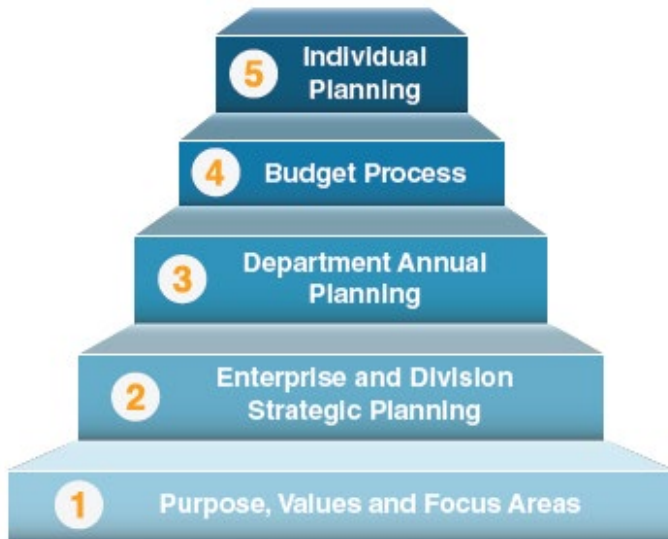 5 Individual
Planning
4 Budget Process
3 Department Annual
Planning
2 Enterprise and Division
Strategic Planning
1 Purpose, Values and Focus Areas